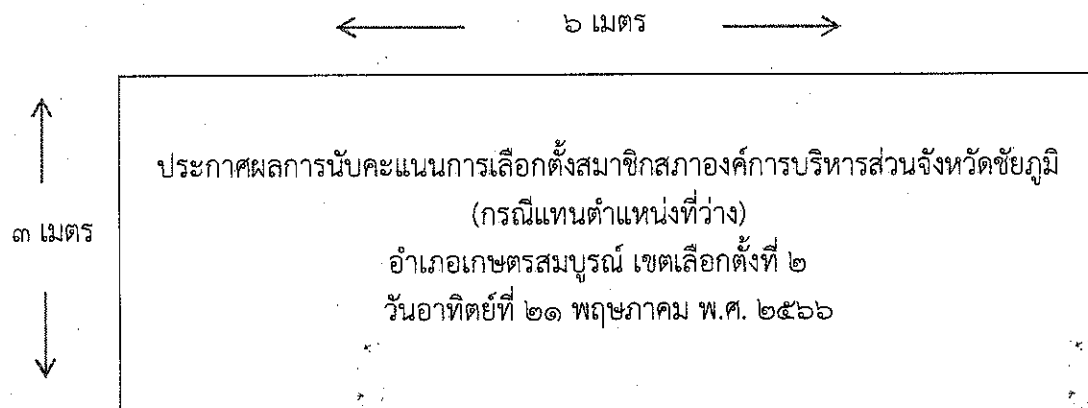 ๖ เมตร
ประกาศผลการนับคะแนนการเลือกตั้งสมาชิกสภาองค์การบริหารส่วนจังหวัดชัยภูมิ
(กรณีแทนตำแหน่งที่ว่าง)
๓ เมตร
อำเภอเกษตรสมบูรณ์ เขตเลือกตั้งที่ ๒
วันอาทิตย์ที่ ๒๑ พฤษภาคม พ.ศ. ๒๕๖๖